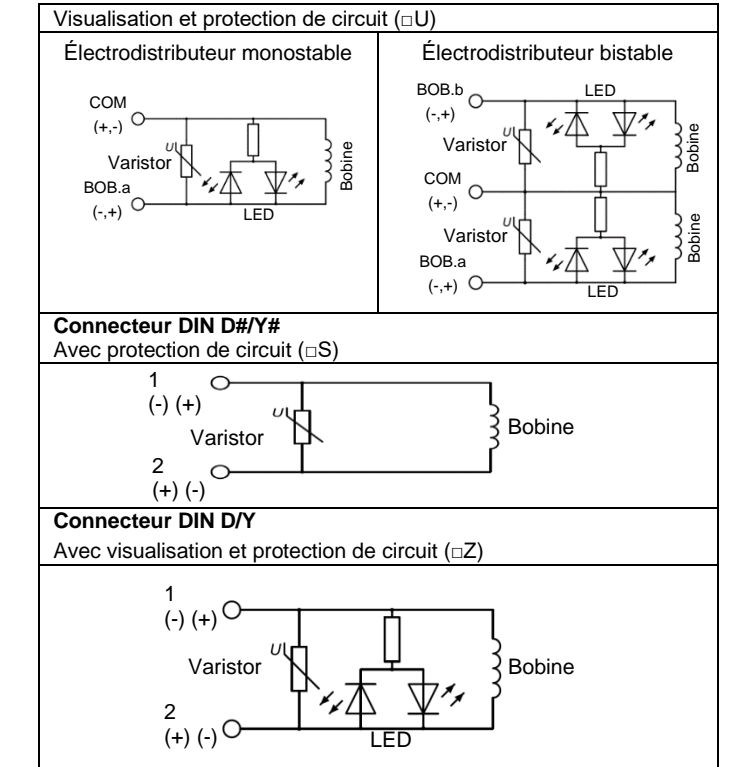 Visualisation et protection de circuit (□U)
Électrodistributeur monostable
COM
(+,-)
U
Varistor
BOB.a
(-,+)
LED
Bobine
Électrodistributeur bistable
BOB.b
LED
(-,+)
U
Varistor
Bobine
COM
(+,-)
U
Varistor
Bobine
BOB.a
(-,+)
LED
Connecteur DIN D#/Y#
Avec protection de circuit (□S)
1
(-) (+)
U
Varistor
Bobine
2
(+) (-)
Connecteur DIN D/Y
Avec visualisation et protection de circuit (□Z)
1
(-) (+)
U
Varistor
Bobine
2
(+) (-)
LED